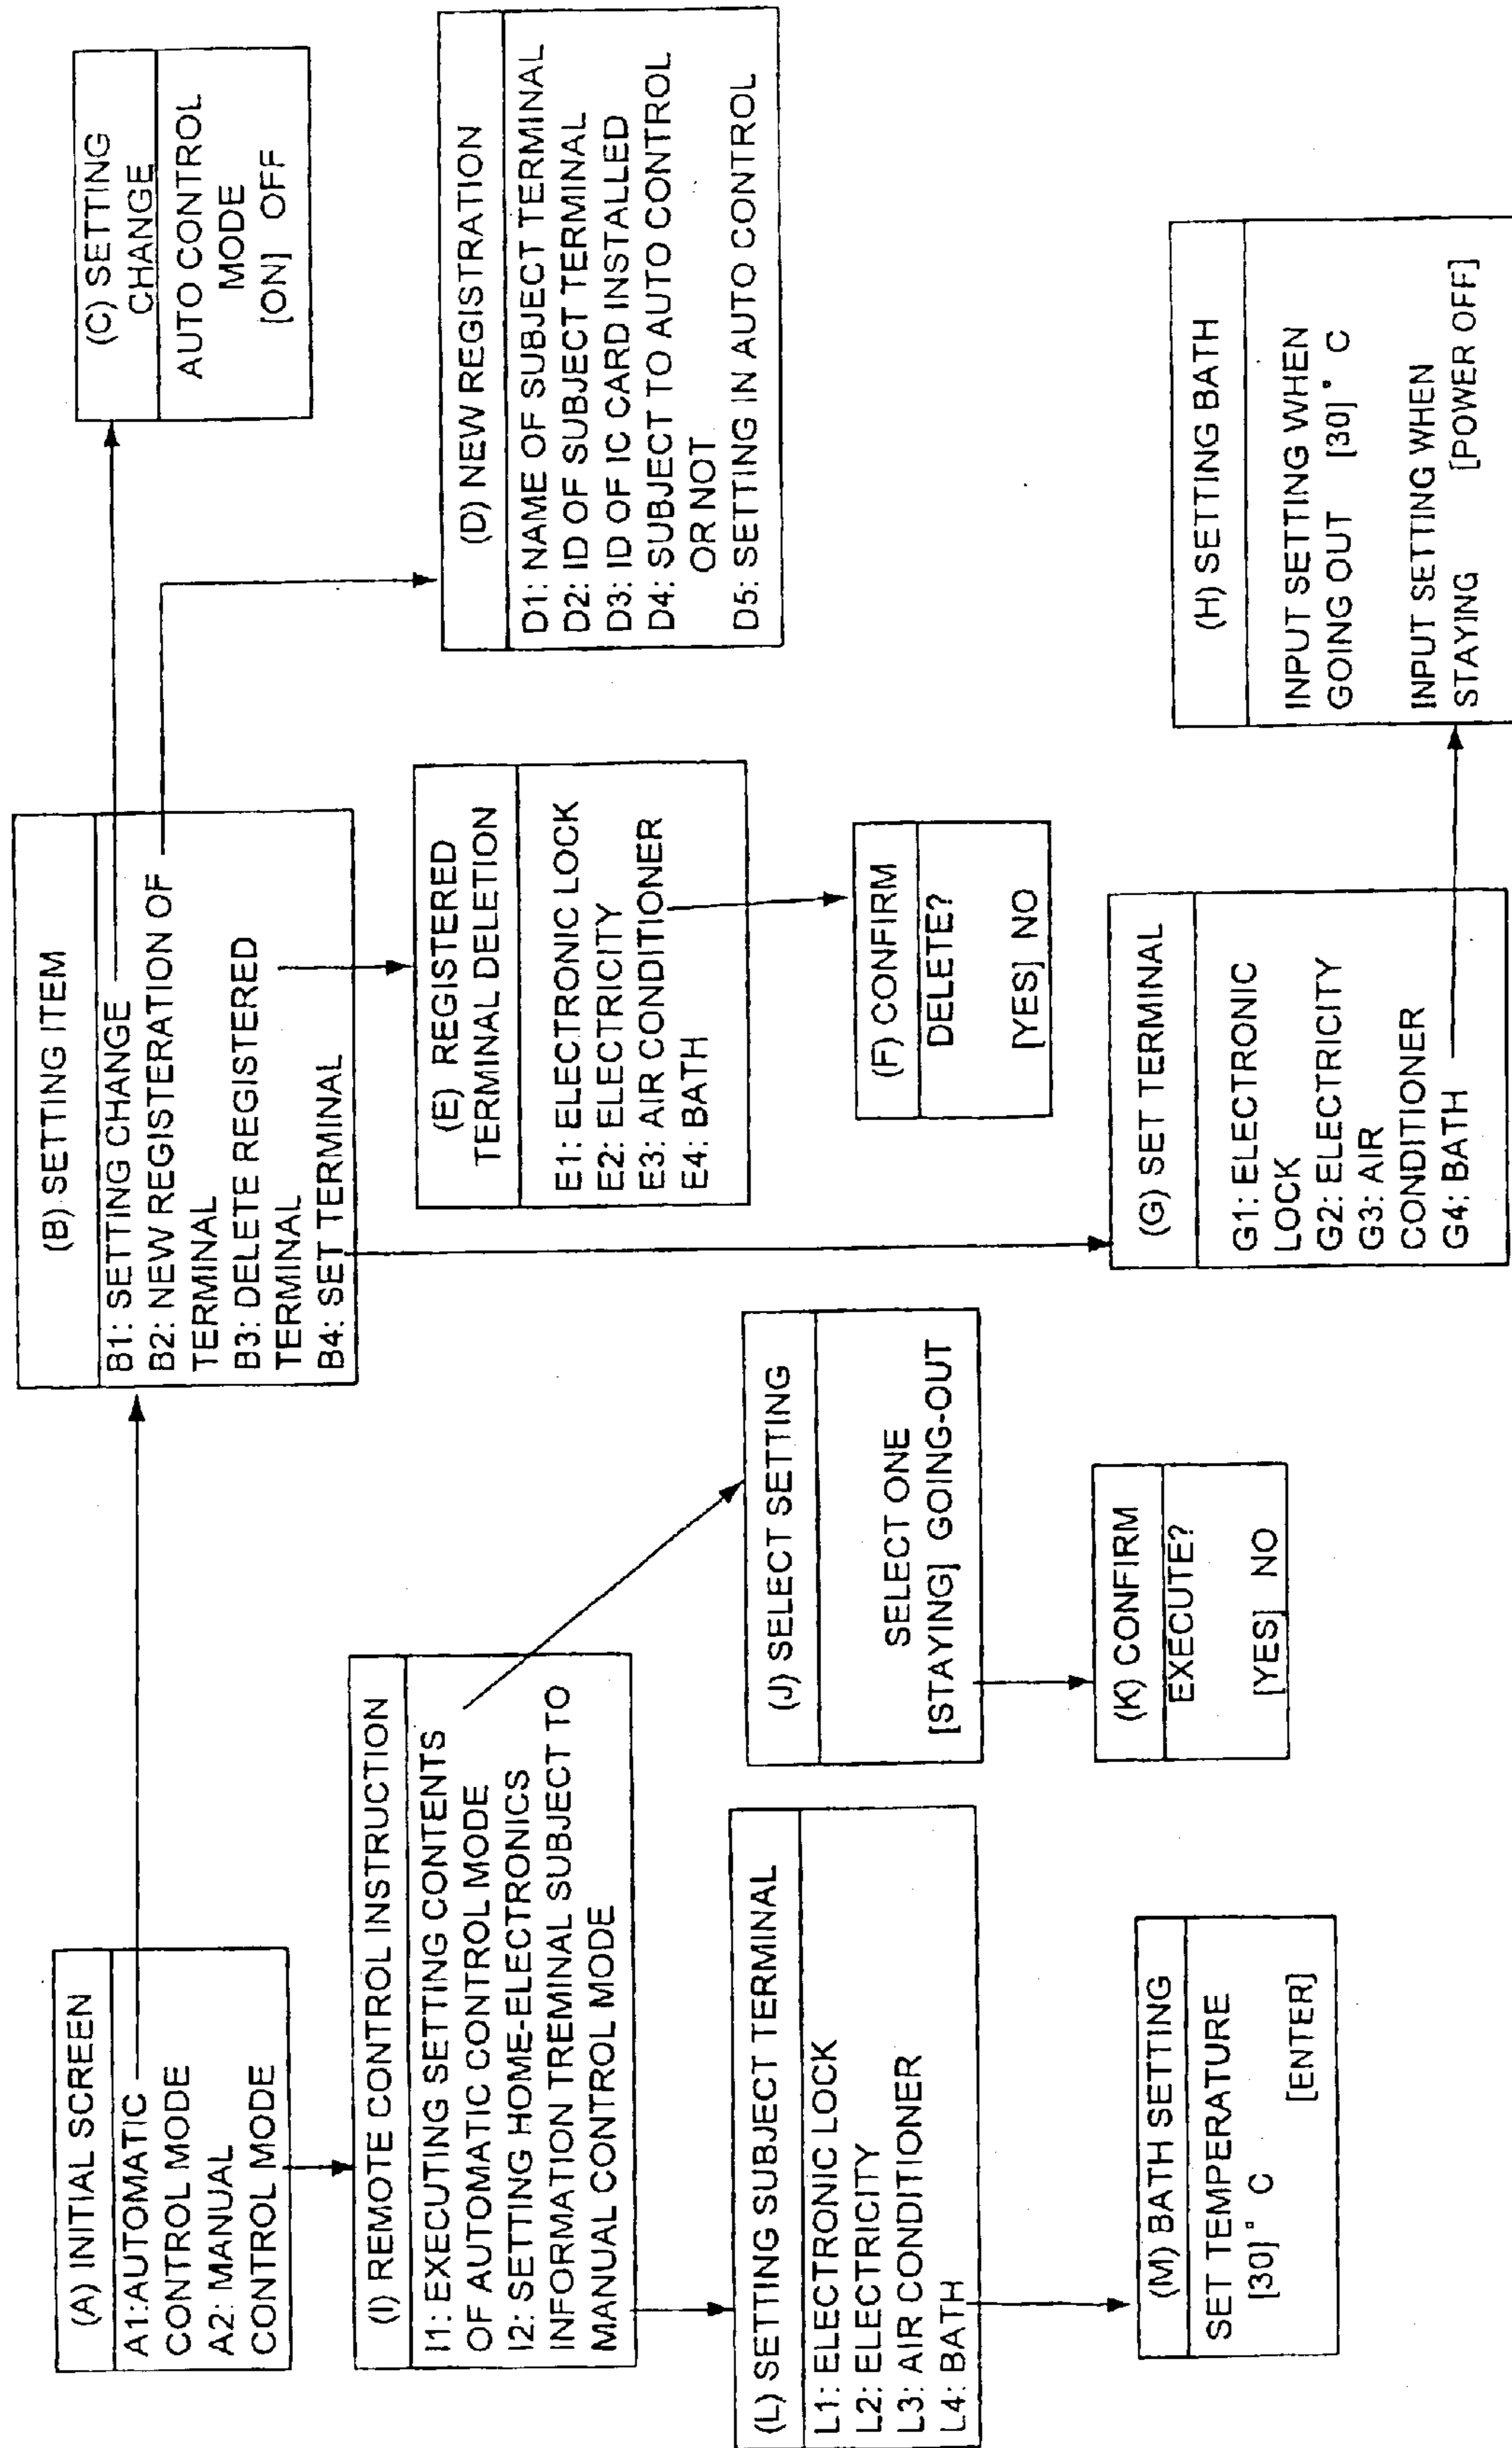 (A) INITIAL SCREEN
A1:AUTOMATIC
CONTROL MODE
A2: MANUAL
CONTROL MODE
(B) SETTING ITEM
B1: SETTING CHANGE
B2: NEW REGISTERATION OF
TERMINAL
B3: DELETE REGISTERED
TERMINAL
B4: SET TERMINAL
(C) SETTING
CHANGE
AUTO CONTROL
MODE
[ON] OFF
(D) NEW REGISTRATION
D1: NAME OF SUBJECT TERMINAL
D2: ID OF SUBJECT TERMINAL
D3: ID OF IC CARD INSTALLED
D4: SUBJECT TO AUTO CONTROL
OR NOT
D5: SETTING IN AUTO CONTROL
(E) REGISTERED
TERMINAL DELETION
E1: ELECTRONIC LOCK
E2: ELECTRICITY
E3: AIR CONDITIONER
E4: BATH
(F) CONFIRM
DELETE?
[YES] NO
(G) SET TERMINAL
G1: ELECTRONIC
LOCK
G2: ELECTRICITY
G3: AIR
CONDITIONER
G4: BATH
(H) SETTING BATH
INPUT SETTING WHEN
GOING OUT [30]° C
INPUT SETTING WHEN
STAYING [POWER OFF]
(I) REMOTE CONTROL INSTRUCTION
I1: EXECUTING SETTING CONTENTS
OF AUTOMATIC CONTROL MODE
I2: SETTING HOME-ELECTRONICS
INFORMATION TREMINAL SUBJECT TO
MANUAL CONTROL MODE
(J) SELECT SETTING
SELECT ONE
[STAYING] GOING-OUT
(K) CONFIRM
EXECUTE?
[YES] NO
(L) SETTING SUBJECT TERMINAL
L1: ELECTRONIC LOCK
L2: ELECTRICITY
L3: AIR CONDITIONER
L4: BATH
(M) BATH SETTING
SET TEMPERATURE
[30]° C
[ENTER]